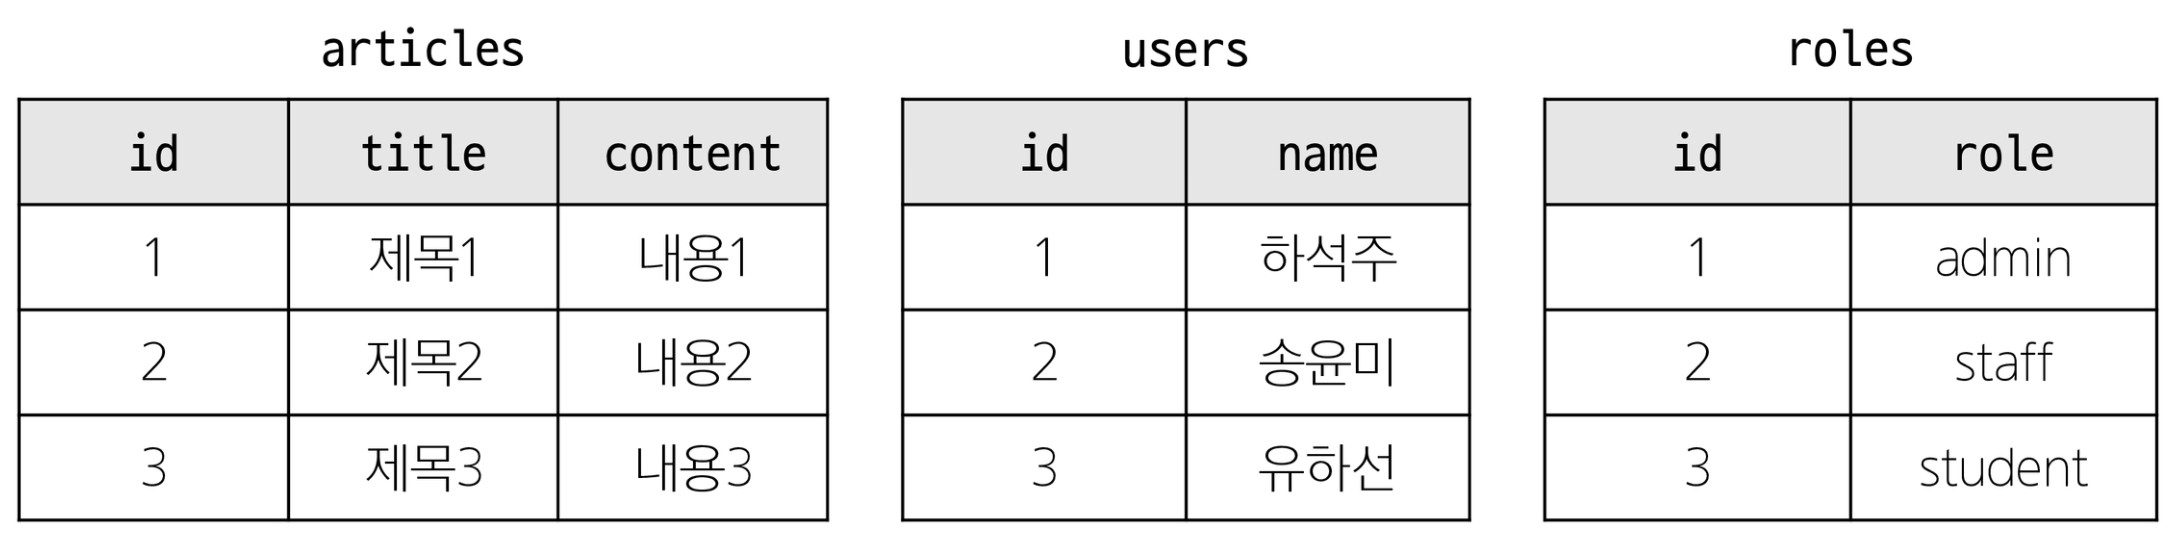 articles
id title content
1 제목1 내용1
2 제목2 내용2
3 제목3 내용3
users
id name
1 하석주
2 송윤미
3 유하선
roles
id role
1 admin
2 staff
3 student